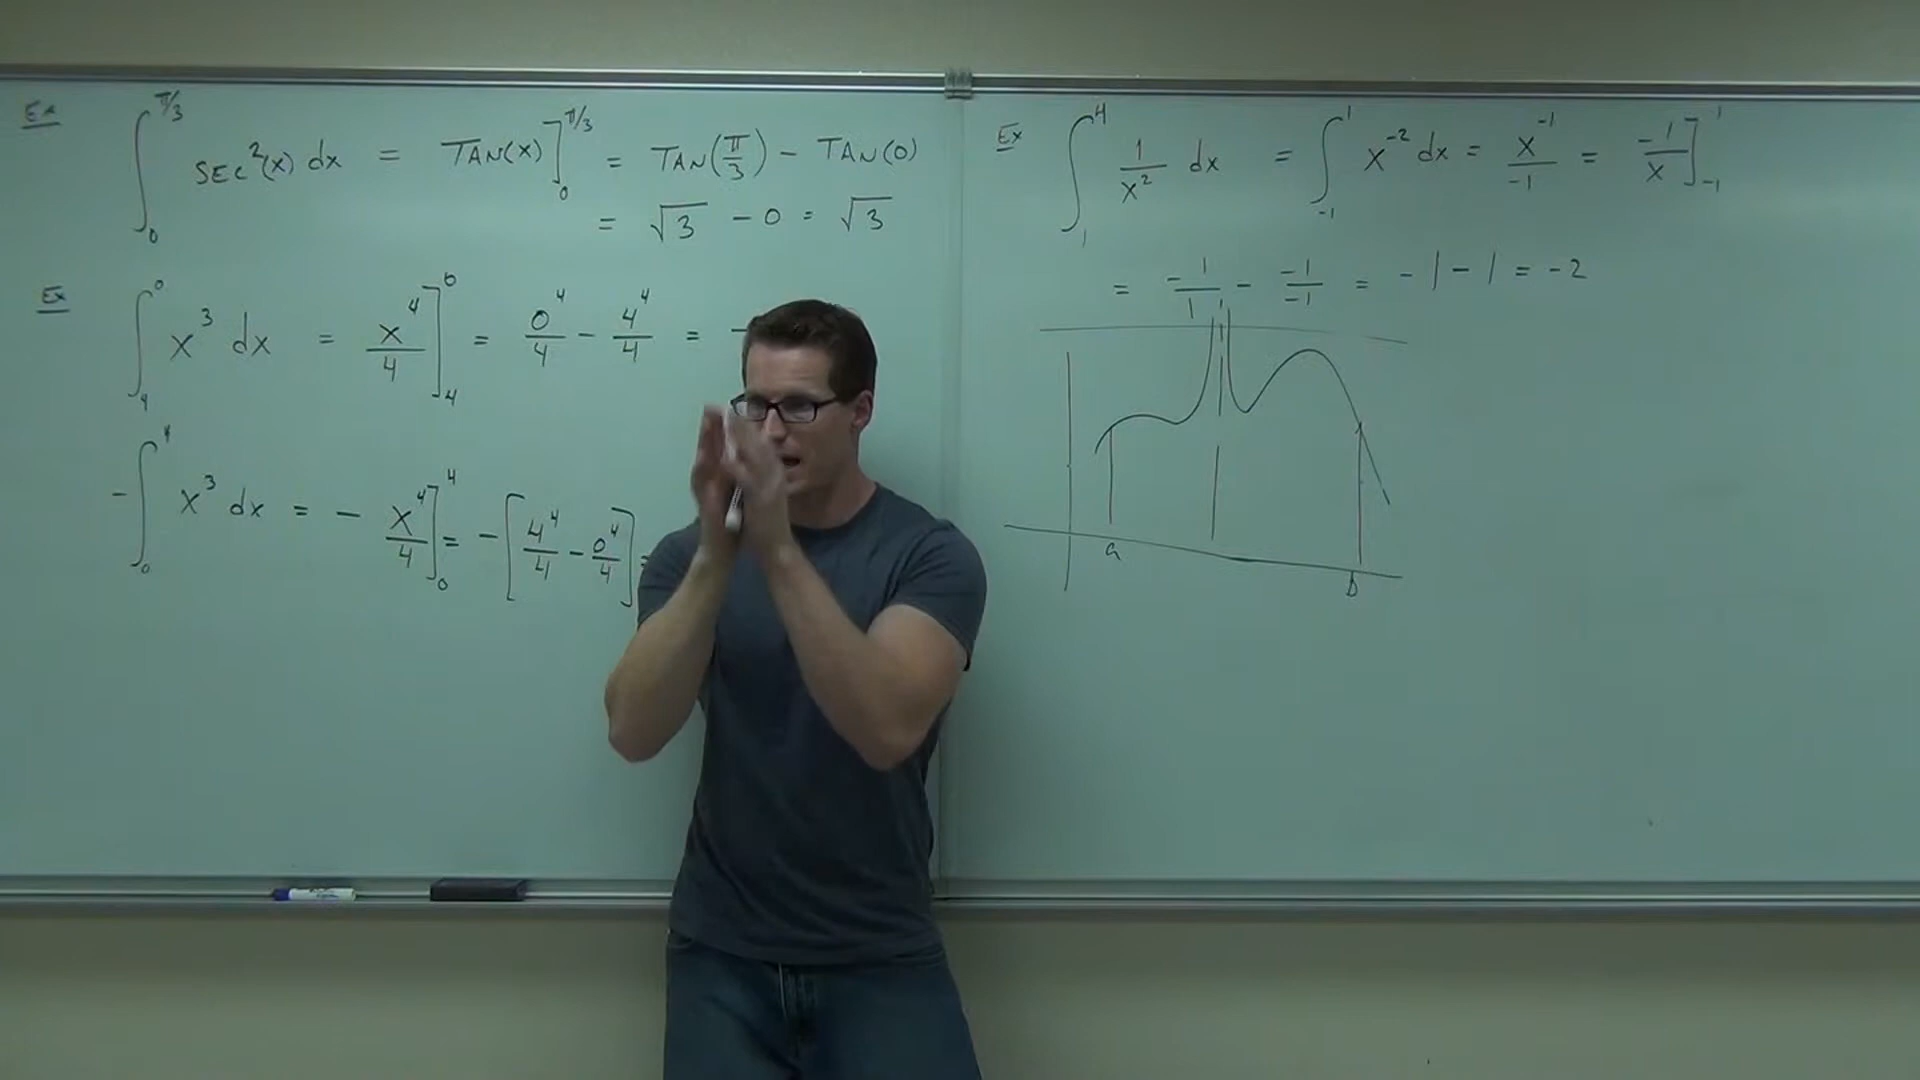 Ex ∫₀^π/3 SEC²(x) dx = TAN(x)]₀^π/3 = TAN(π/3) - TAN(0)
= √3 - 0 = √3
Ex ∫₄⁰ x³ dx = x⁴/4]₄⁰ = 0⁴/4 - 4⁴/4 = -
-∫₀⁴ x³ dx = - x⁴/4]₀⁴ = -[4⁴/4 - 0⁴/4] =
Ex ∫₁⁴ 1/x² dx = ∫₋₁¹ x⁻² dx = x⁻¹/-1 = -1/x]₋₁¹
= -1/1 - -1/-1 = -1 - 1 = -2
a b